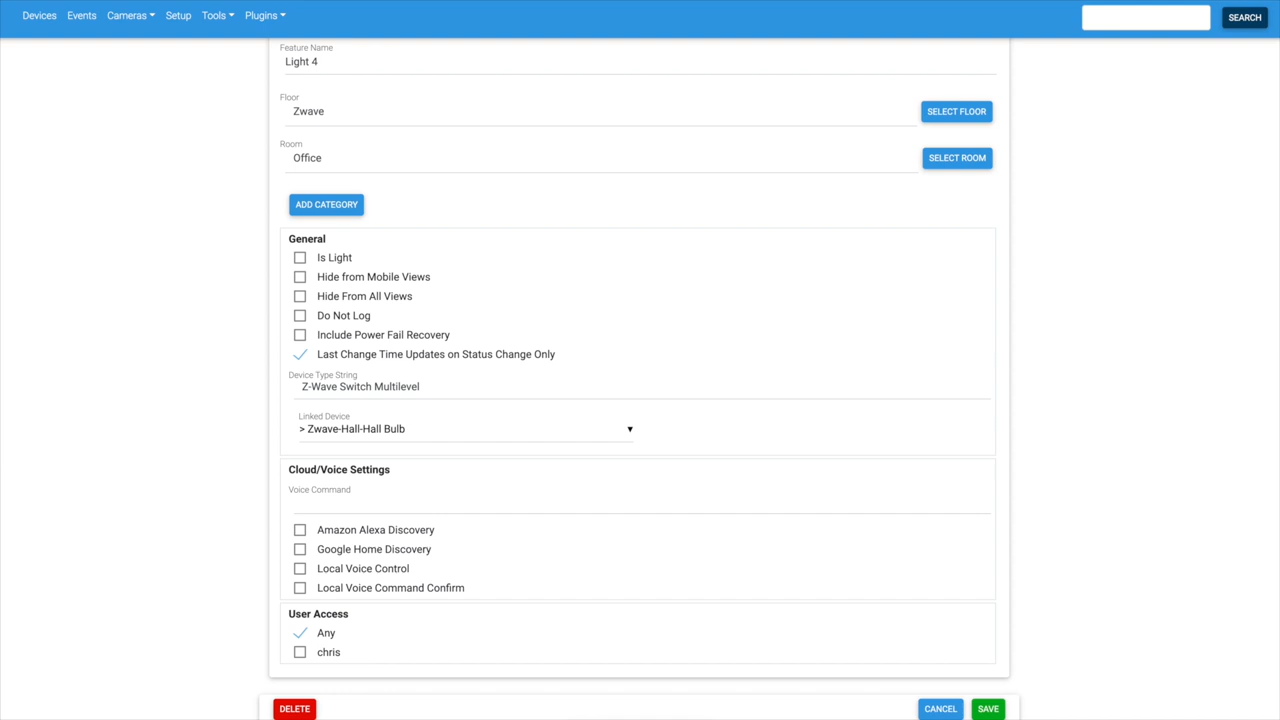 Devices Events Cameras Setup Tools Plugins SEARCH
Feature Name
Light 4
Floor
Zwave SELECT FLOOR
Room
Office SELECT ROOM
ADD CATEGORY
General
Is Light
Hide from Mobile Views
Hide From All Views
Do Not Log
Include Power Fail Recovery
Last Change Time Updates on Status Change Only
Device Type String
Z-Wave Switch Multilevel
Linked Device
> Zwave-Hall-Hall Bulb
Cloud/Voice Settings
Voice Command
Amazon Alexa Discovery
Google Home Discovery
Local Voice Control
Local Voice Command Confirm
User Access
Any
chris
DELETE CANCEL SAVE